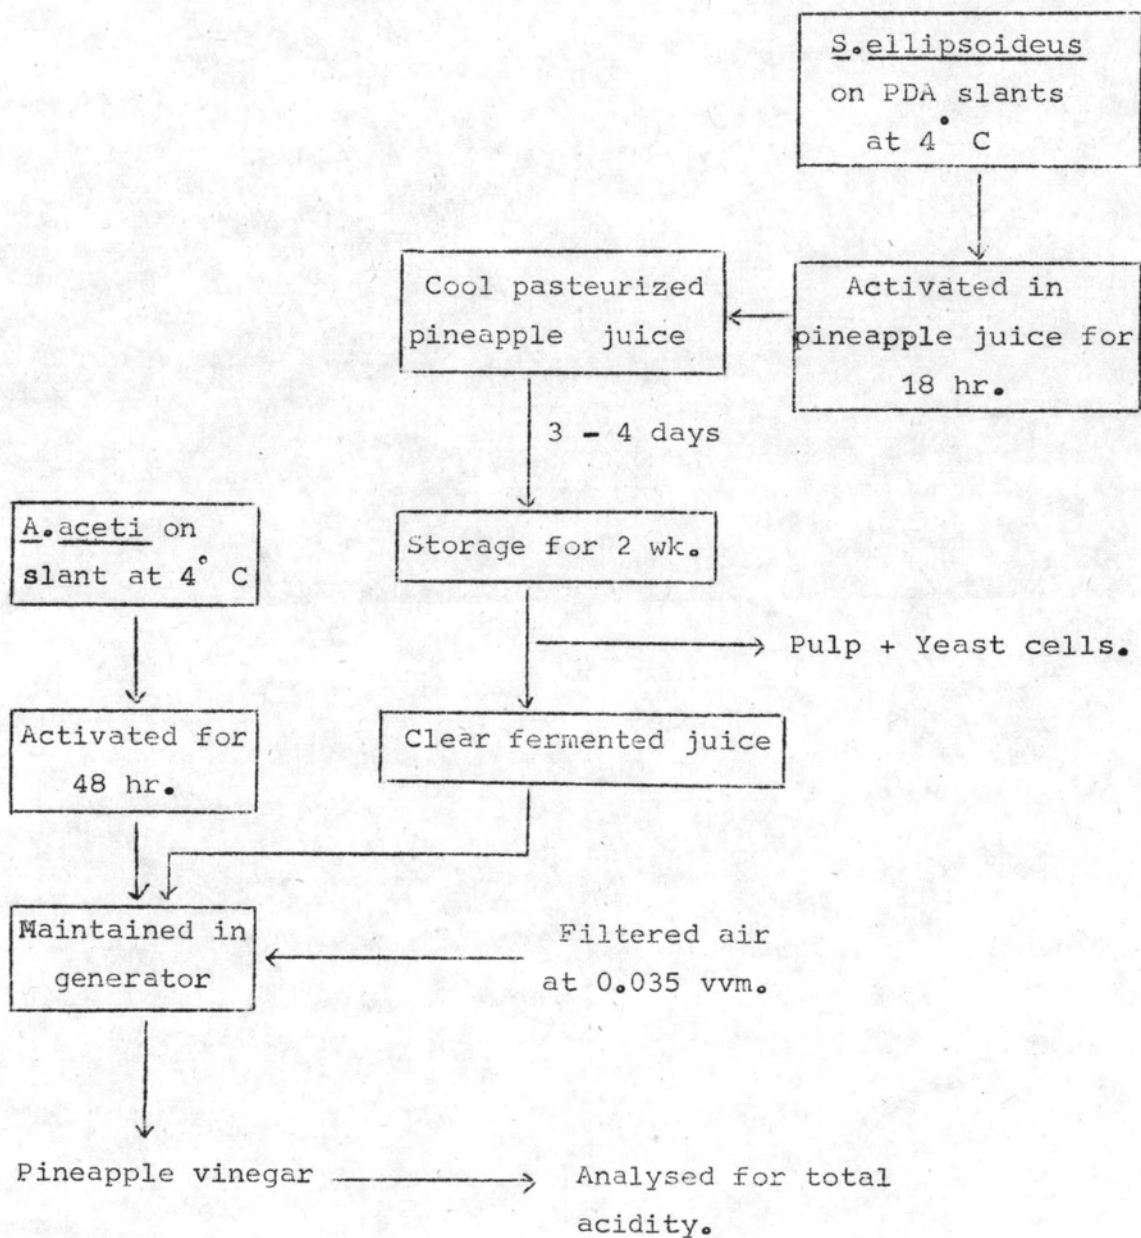 S.ellipsoideus
on PDA slants
at 4° C
Cool pasteurized
pineapple juice
Activated in
pineapple juice for
18 hr.
3 - 4 days
A.aceti on
slant at 4° C
Storage for 2 wk.
Pulp + Yeast cells.
Activated for
48 hr.
Clear fermented juice
Maintained in
generator
Filtered air
at 0.035 vvm.
Pineapple vinegar
Analysed for total
acidity.